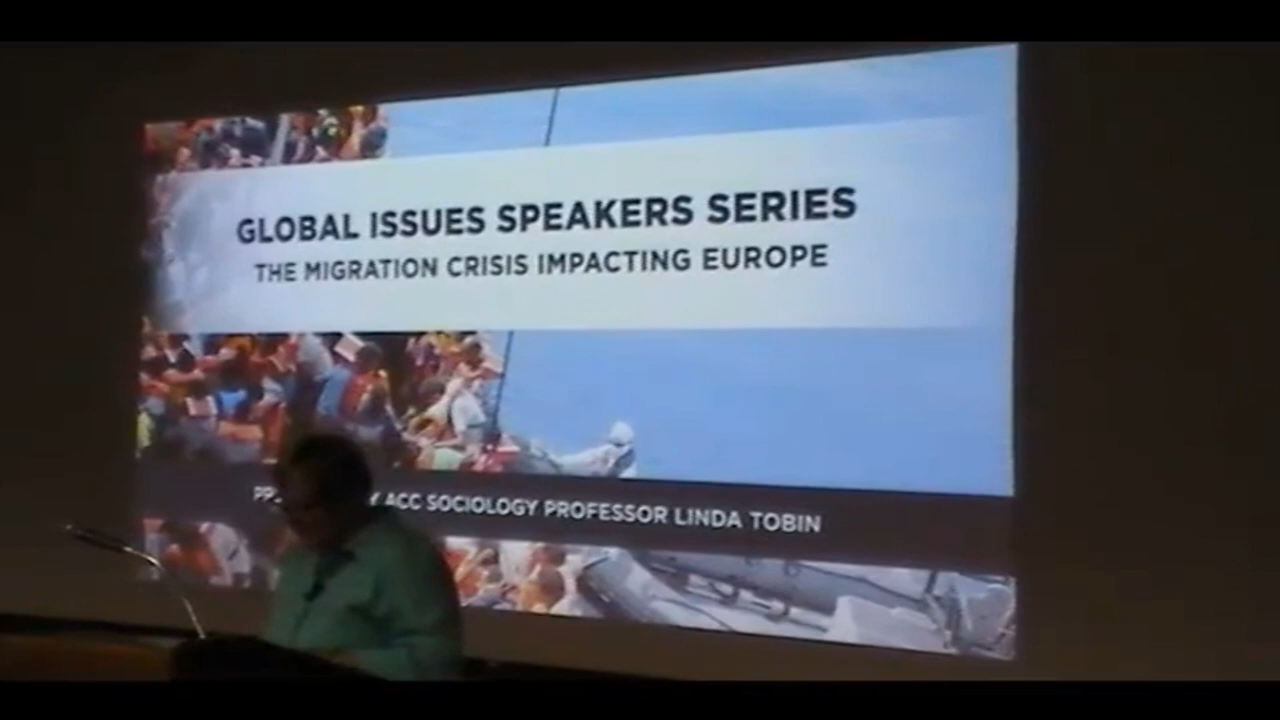 GLOBAL ISSUES SPEAKERS SERIES
THE MIGRATION CRISIS IMPACTING EUROPE
ACC SOCIOLOGY PROFESSOR LINDA TOBIN